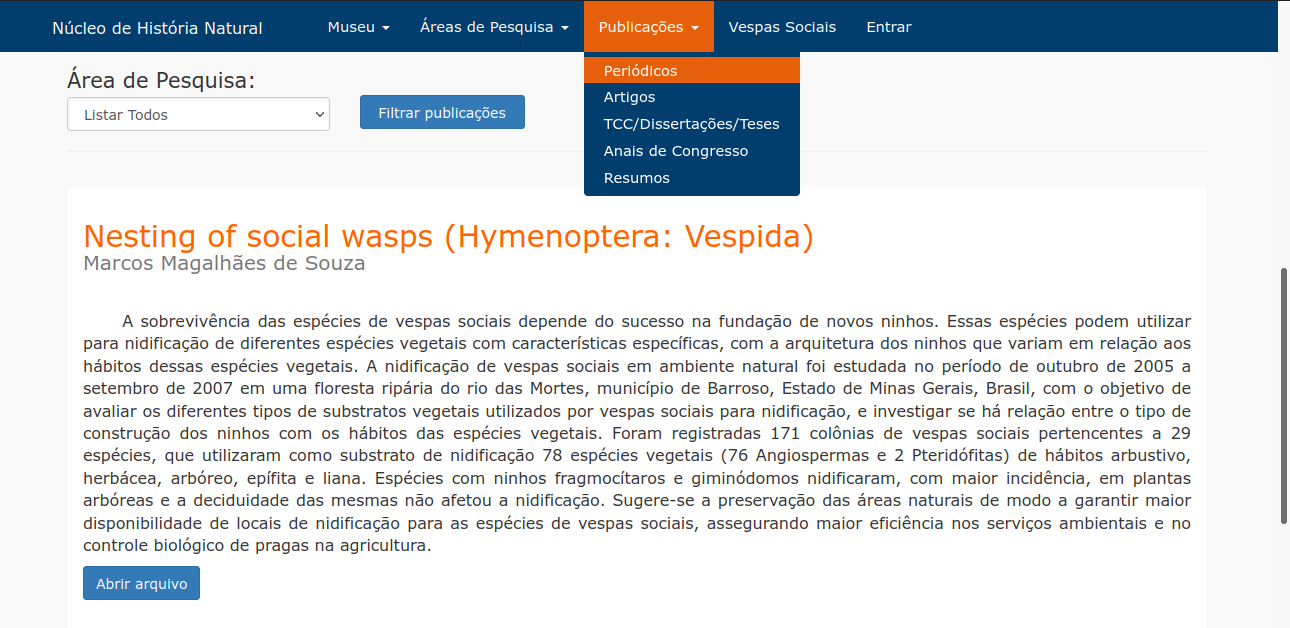 Núcleo de História Natural Museu Áreas de Pesquisa Publicações Vespas Sociais Entrar
Periódicos
Artigos
TCC/Dissertações/Teses
Anais de Congresso
Resumos
Área de Pesquisa:
Listar Todos Filtrar publicações
Nesting of social wasps (Hymenoptera: Vespida)
Marcos Magalhães de Souza
A sobrevivência das espécies de vespas sociais depende do sucesso na fundação de novos ninhos. Essas espécies podem utilizar
para nidificação de diferentes espécies vegetais com características específicas, com a arquitetura dos ninhos que variam em relação aos
hábitos dessas espécies vegetais. A nidificação de vespas sociais em ambiente natural foi estudada no período de outubro de 2005 a
setembro de 2007 em uma floresta ripária do rio das Mortes, município de Barroso, Estado de Minas Gerais, Brasil, com o objetivo de
avaliar os diferentes tipos de substratos vegetais utilizados por vespas sociais para nidificação, e investigar se há relação entre o tipo de
construção dos ninhos com os hábitos das espécies vegetais. Foram registradas 171 colônias de vespas sociais pertencentes a 29
espécies, que utilizaram como substrato de nidificação 78 espécies vegetais (76 Angiospermas e 2 Pteridófitas) de hábitos arbustivo,
herbácea, arbóreo, epífita e liana. Espécies com ninhos fragmocítaros e giminódomos nidificaram, com maior incidência, em plantas
arbóreas e a deciduidade das mesmas não afetou a nidificação. Sugere-se a preservação das áreas naturais de modo a garantir maior
disponibilidade de locais de nidificação para as espécies de vespas sociais, assegurando maior eficiência nos serviços ambientais e no
controle biológico de pragas na agricultura.
Abrir arquivo